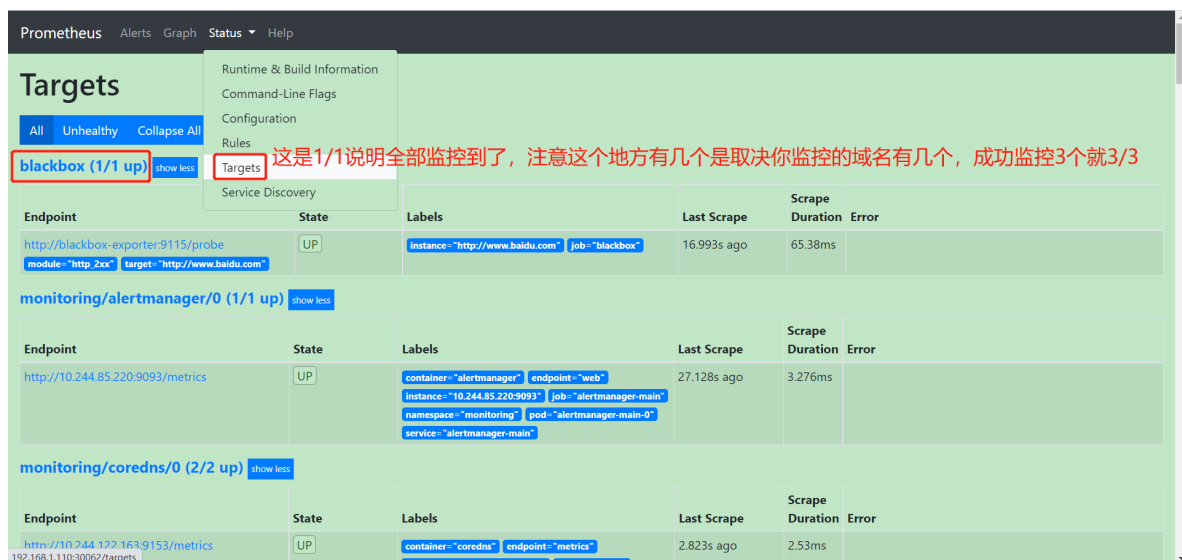 Prometheus Alerts Graph Status Help
Runtime & Build Information
Command-Line Flags
Configuration
Rules
Targets
Service Discovery
Targets
All Unhealthy Collapse All
这是1/1说明全部监控到了，注意这个地方有几个是取决你监控的域名有几个，成功监控3个就3/3
blackbox (1/1 up) show less
Endpoint State Labels Last Scrape Scrape Duration Error
http://blackbox-exporter:9115/probe UP instance="http://www.baidu.com" job="blackbox" 16.993s ago 65.38ms
module="http_2xx" target="http://www.baidu.com"
monitoring/alertmanager/0 (1/1 up) show less
Endpoint State Labels Last Scrape Scrape Duration Error
http://10.244.85.220:9093/metrics UP container="alertmanager" endpoint="web" 27.128s ago 3.276ms
instance="10.244.85.220:9093" job="alertmanager-main"
namespace="monitoring" pod="alertmanager-main-0"
service="alertmanager-main"
monitoring/coredns/0 (2/2 up) show less
Endpoint State Labels Last Scrape Scrape Duration Error
http://10.244.122.163:9153/metrics UP container="coredns" endpoint="metrics" 2.823s ago 2.53ms
192.168.1.110:30062/targets